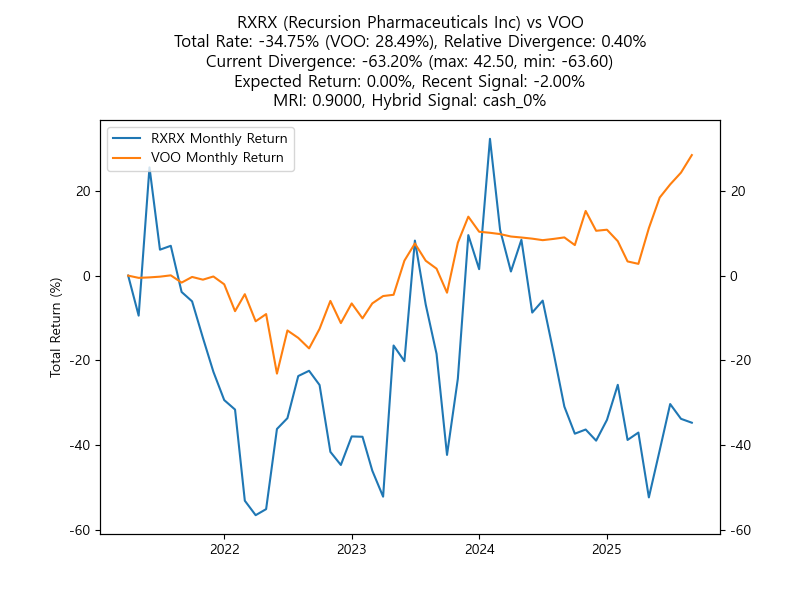 RXRX (Recursion Pharmaceuticals Inc) vs VOO
Total Rate: -34.75% (VOO: 28.49%), Relative Divergence: 0.40%
Current Divergence: -63.20% (max: 42.50, min: -63.60)
Expected Return: 0.00%, Recent Signal: -2.00%
MRI: 0.9000, Hybrid Signal: cash_0%
RXRX Monthly Return
VOO Monthly Return
Total Return (%)
20
0
-20
-40
-60
20
0
-20
-40
-60
2022
2023
2024
2025